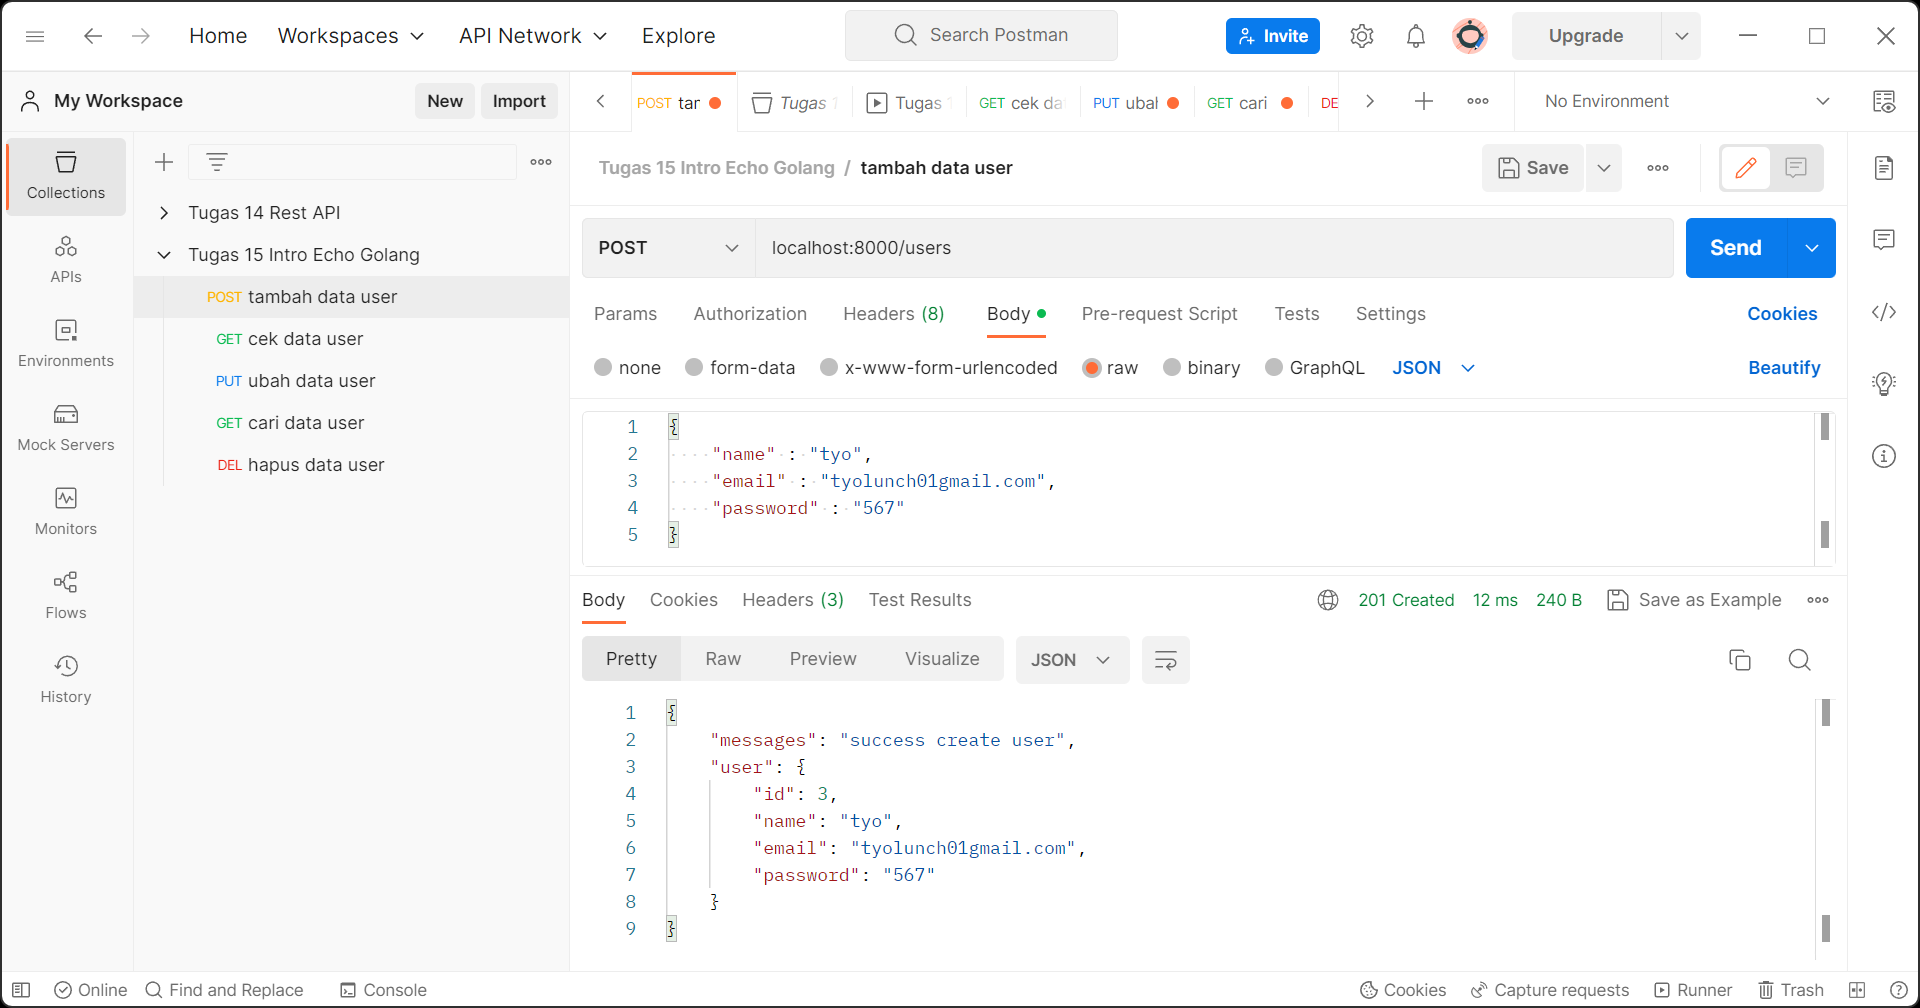 Home Workspaces API Network Explore Search Postman Invite Upgrade
My Workspace New Import
POST tar Tugas 1 Tugas GET cek da PUT ubal GET cari DE No Environment
Collections
APIs
Environments
Mock Servers
Monitors
Flows
History
Tugas 14 Rest API
Tugas 15 Intro Echo Golang
POST tambah data user
GET cek data user
PUT ubah data user
GET cari data user
DEL hapus data user
Tugas 15 Intro Echo Golang / tambah data user Save
POST localhost:8000/users Send
Params Authorization Headers (8) Body Pre-request Script Tests Settings Cookies
none form-data x-www-form-urlencoded raw binary GraphQL JSON Beautify
1 {
2 "name" : "tyo",
3 "email" : "tyolunch01gmail.com",
4 "password" : "567"
5 }
Body Cookies Headers (3) Test Results 201 Created 12 ms 240 B Save as Example
Pretty Raw Preview Visualize JSON
1 {
2 "messages": "success create user",
3 "user": {
4 "id": 3,
5 "name": "tyo",
6 "email": "tyolunch01gmail.com",
7 "password": "567"
8 }
9 }
Online Find and Replace Console Cookies Capture requests Runner Trash